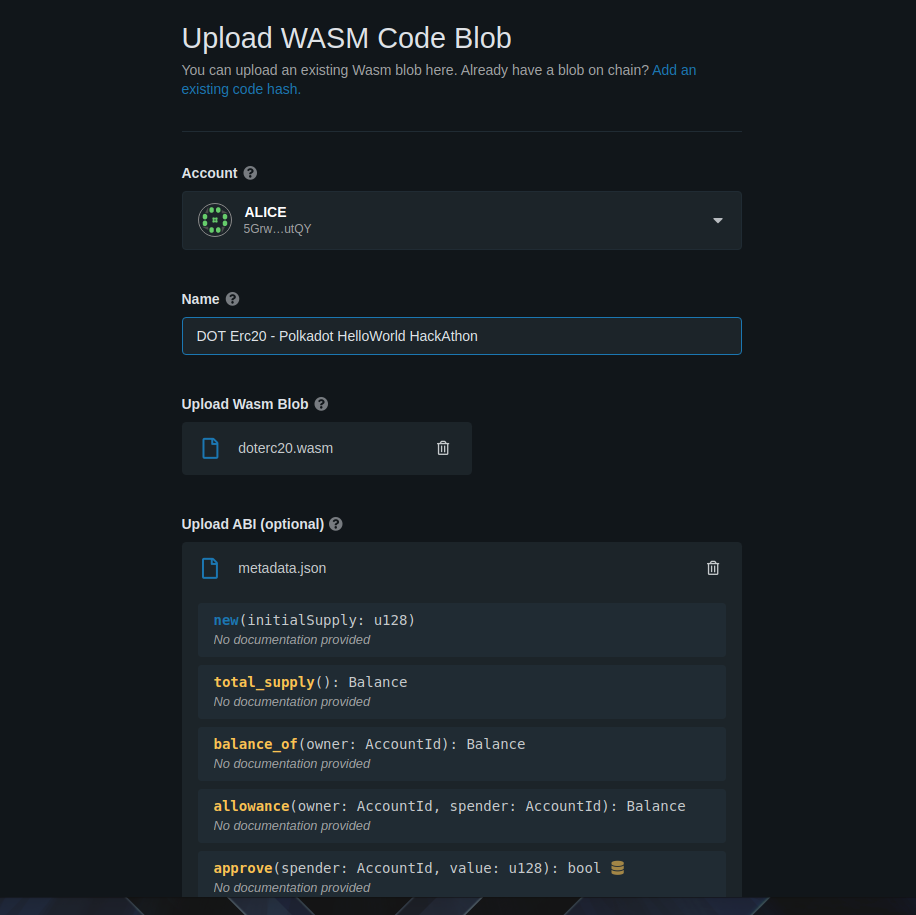 Upload WASM Code Blob
You can upload an existing Wasm blob here. Already have a blob on chain? Add an
existing code hash.
Account
ALICE
5Grw…utQY
Name
DOT Erc20 - Polkadot HelloWorld HackAthon
Upload Wasm Blob
doterc20.wasm
Upload ABI (optional)
metadata.json
new(initialSupply: u128)
No documentation provided
total_supply(): Balance
No documentation provided
balance_of(owner: AccountId): Balance
No documentation provided
allowance(owner: AccountId, spender: AccountId): Balance
No documentation provided
approve(spender: AccountId, value: u128): bool
No documentation provided